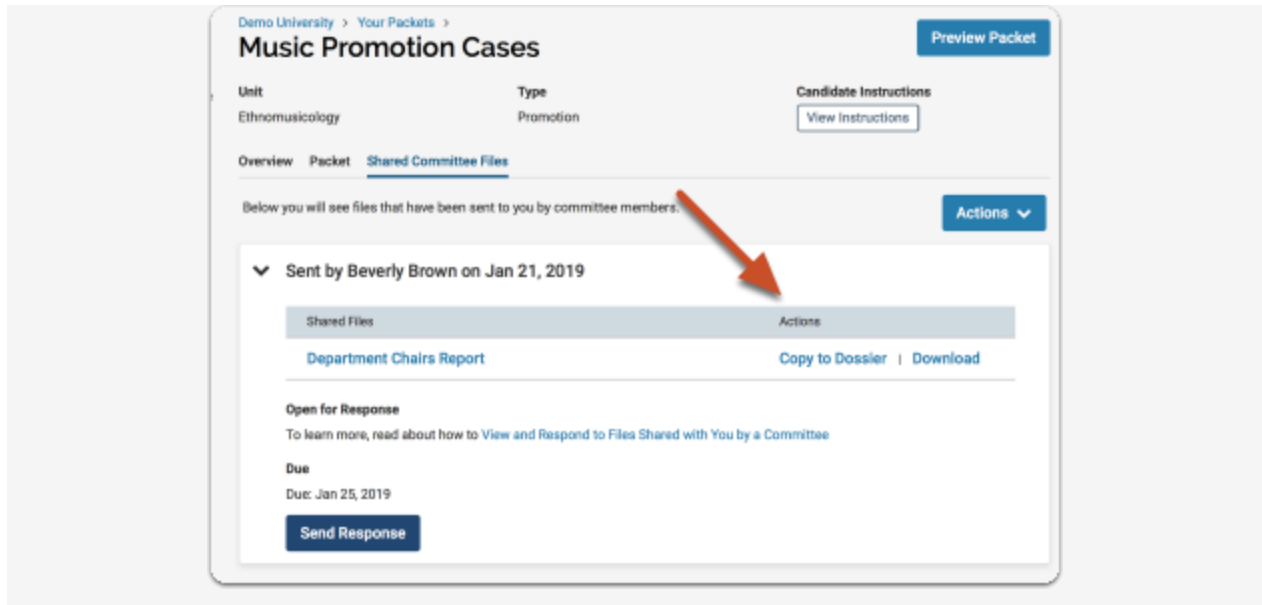 Demo University > Your Packets >
Music Promotion Cases
Preview Packet
Unit
Type
Candidate Instructions
Ethnomusicology
Promotion
View Instructions
Overview Packet Shared Committee Files
Below you will see files that have been sent to you by committee members.
Actions
Sent by Beverly Brown on Jan 21, 2019
Shared Files
Actions
Department Chairs Report
Copy to Dossier | Download
Open for Response
To learn more, read about how to View and Respond to Files Shared with You by a Committee
Due
Due: Jan 25, 2019
Send Response